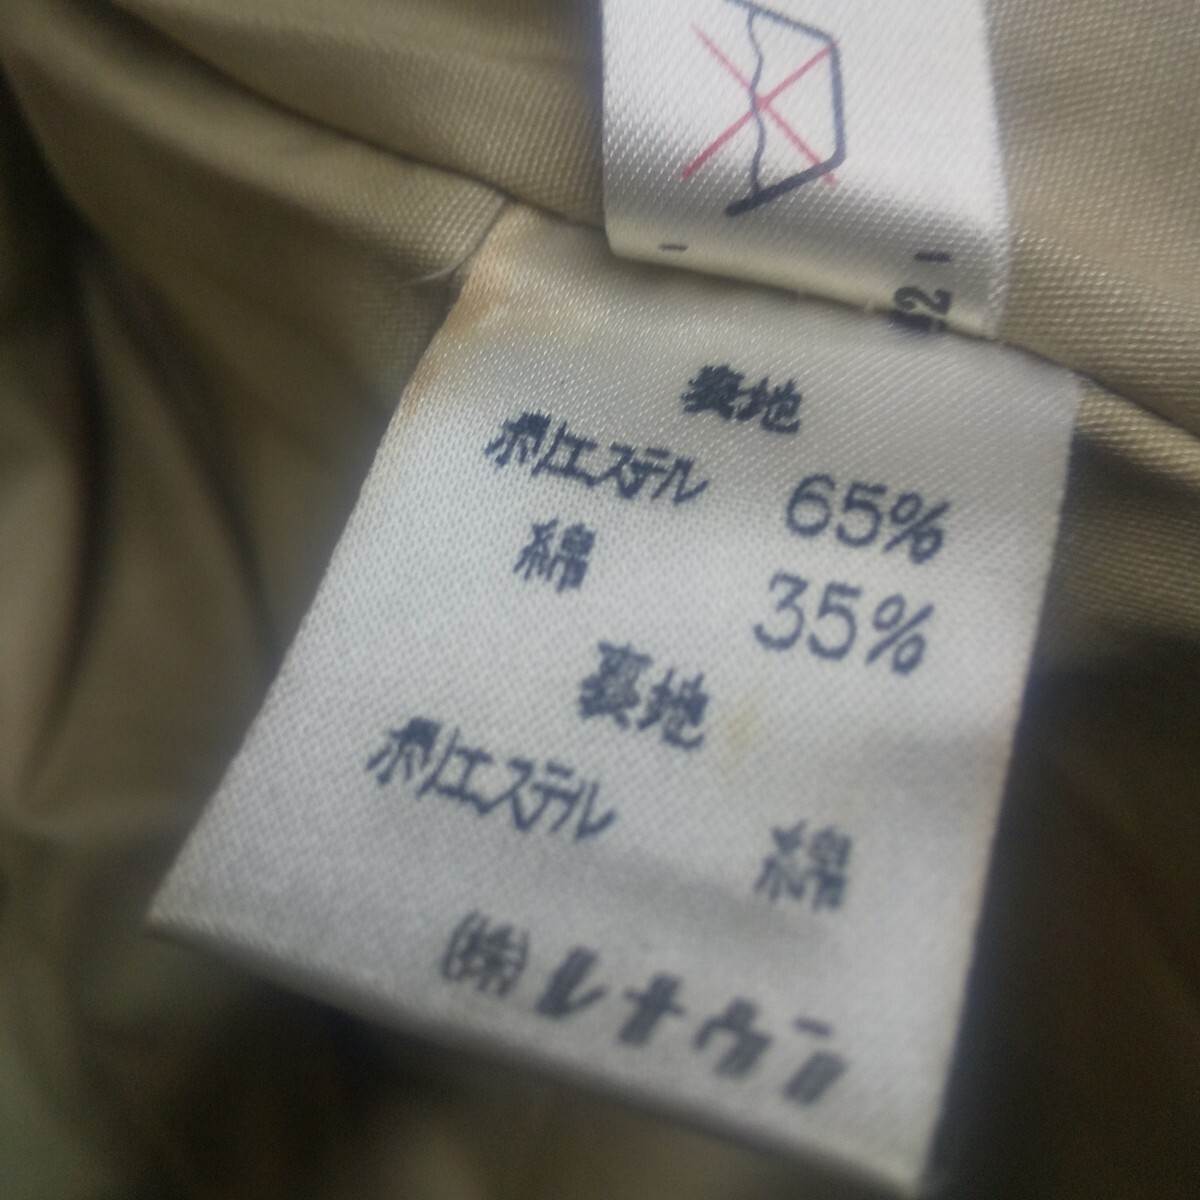 表地
ポリエステル 65%
綿 35%
裏地
ポリエステル 綿
(株)レナウン